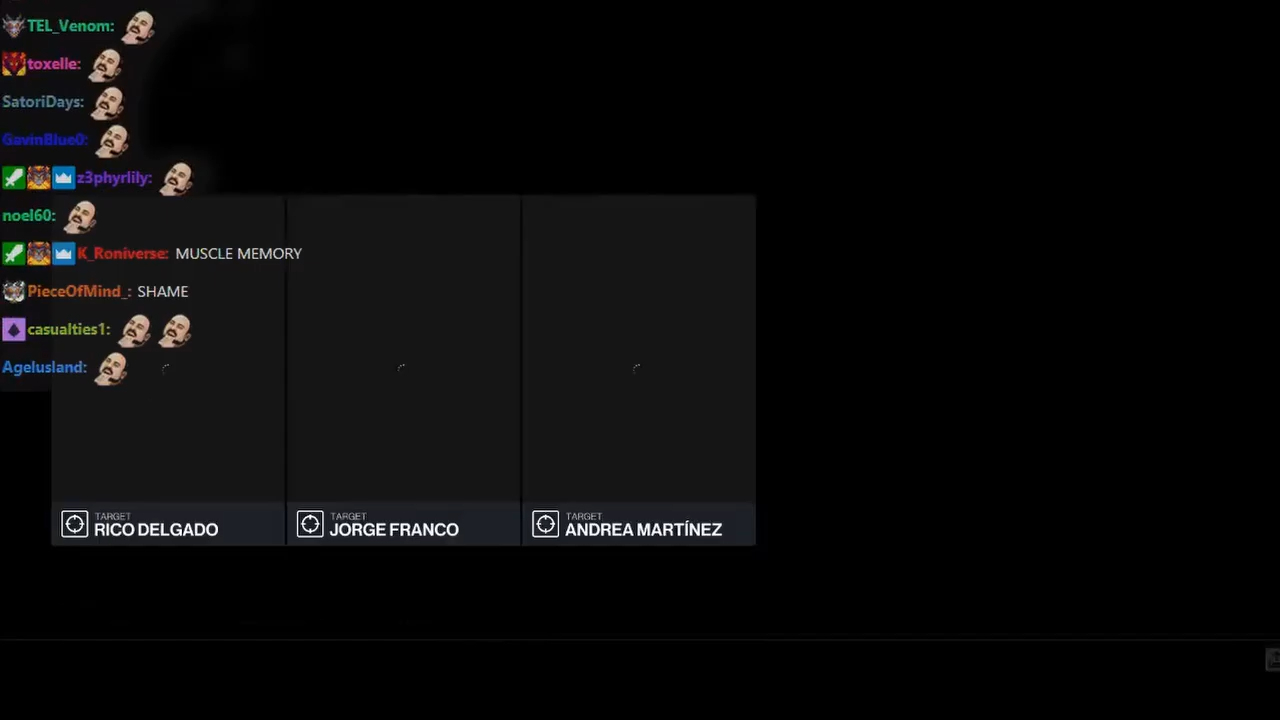 TEL_Venom:
toxelle:
SatoriDays:
GavinBlue0:
z3phyrlily:
noel60:
K_Roniverse: MUSCLE MEMORY
PieceOfMind_: SHAME
casualties1:
Agelusland:
TARGET
RICO DELGADO
TARGET
JORGE FRANCO
TARGET
ANDREA MARTÍNEZ